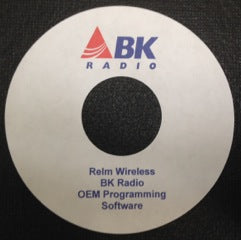 BK
RADIO
Relm Wireless
BK Radio
OEM Programming
Software